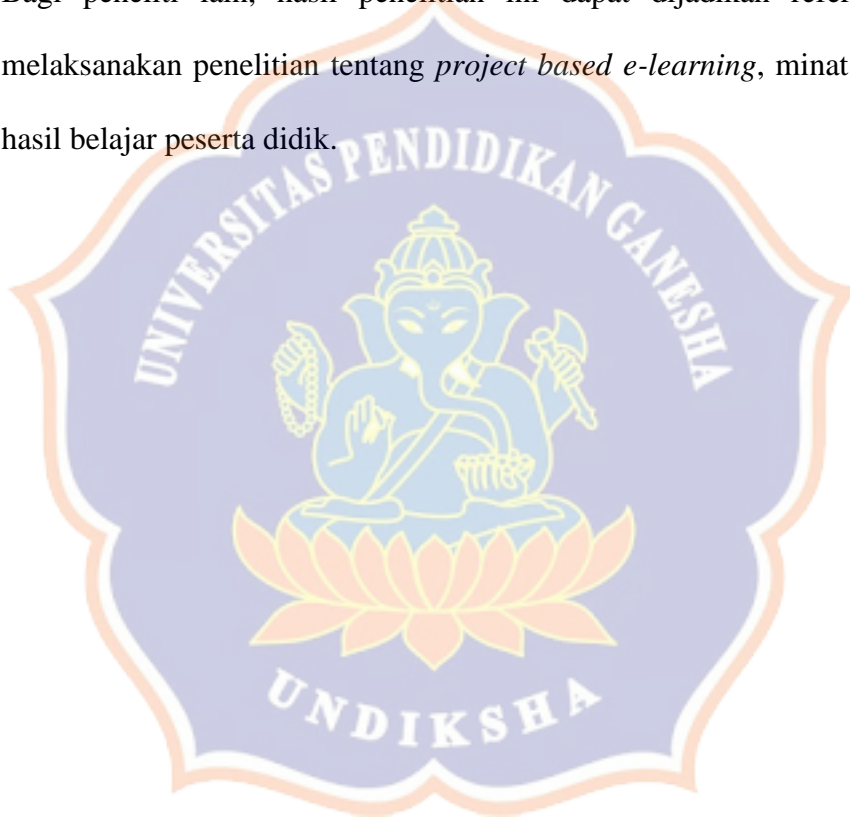 Bagi peneliti lain, hasil penelitian ini dapat dijadikan
melaksanakan penelitian tentang project based e-learning, minat
hasil belajar peserta didik.
UNIVERSITAS PENDIDIKAN GANESHA
UNDIKSHA